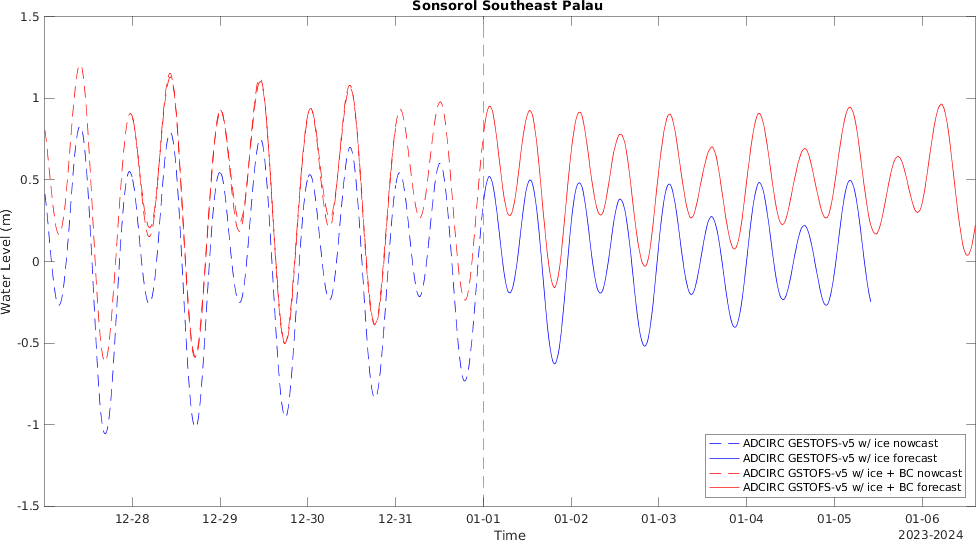 Sonsorol Southeast Palau
1.5
1
0.5
0
-0.5
-1
-1.5
Water Level (m)
ADCIRC GESTOFS-v5 w/ ice nowcast
ADCIRC GESTOFS-v5 w/ ice forecast
ADCIRC GSTOFS-v5 w/ ice + BC nowcast
ADCIRC GSTOFS-v5 w/ ice + BC forecast
12-28 12-29 12-30 12-31 01-01 01-02 01-03 01-04 01-05 01-06
Time
2023-2024